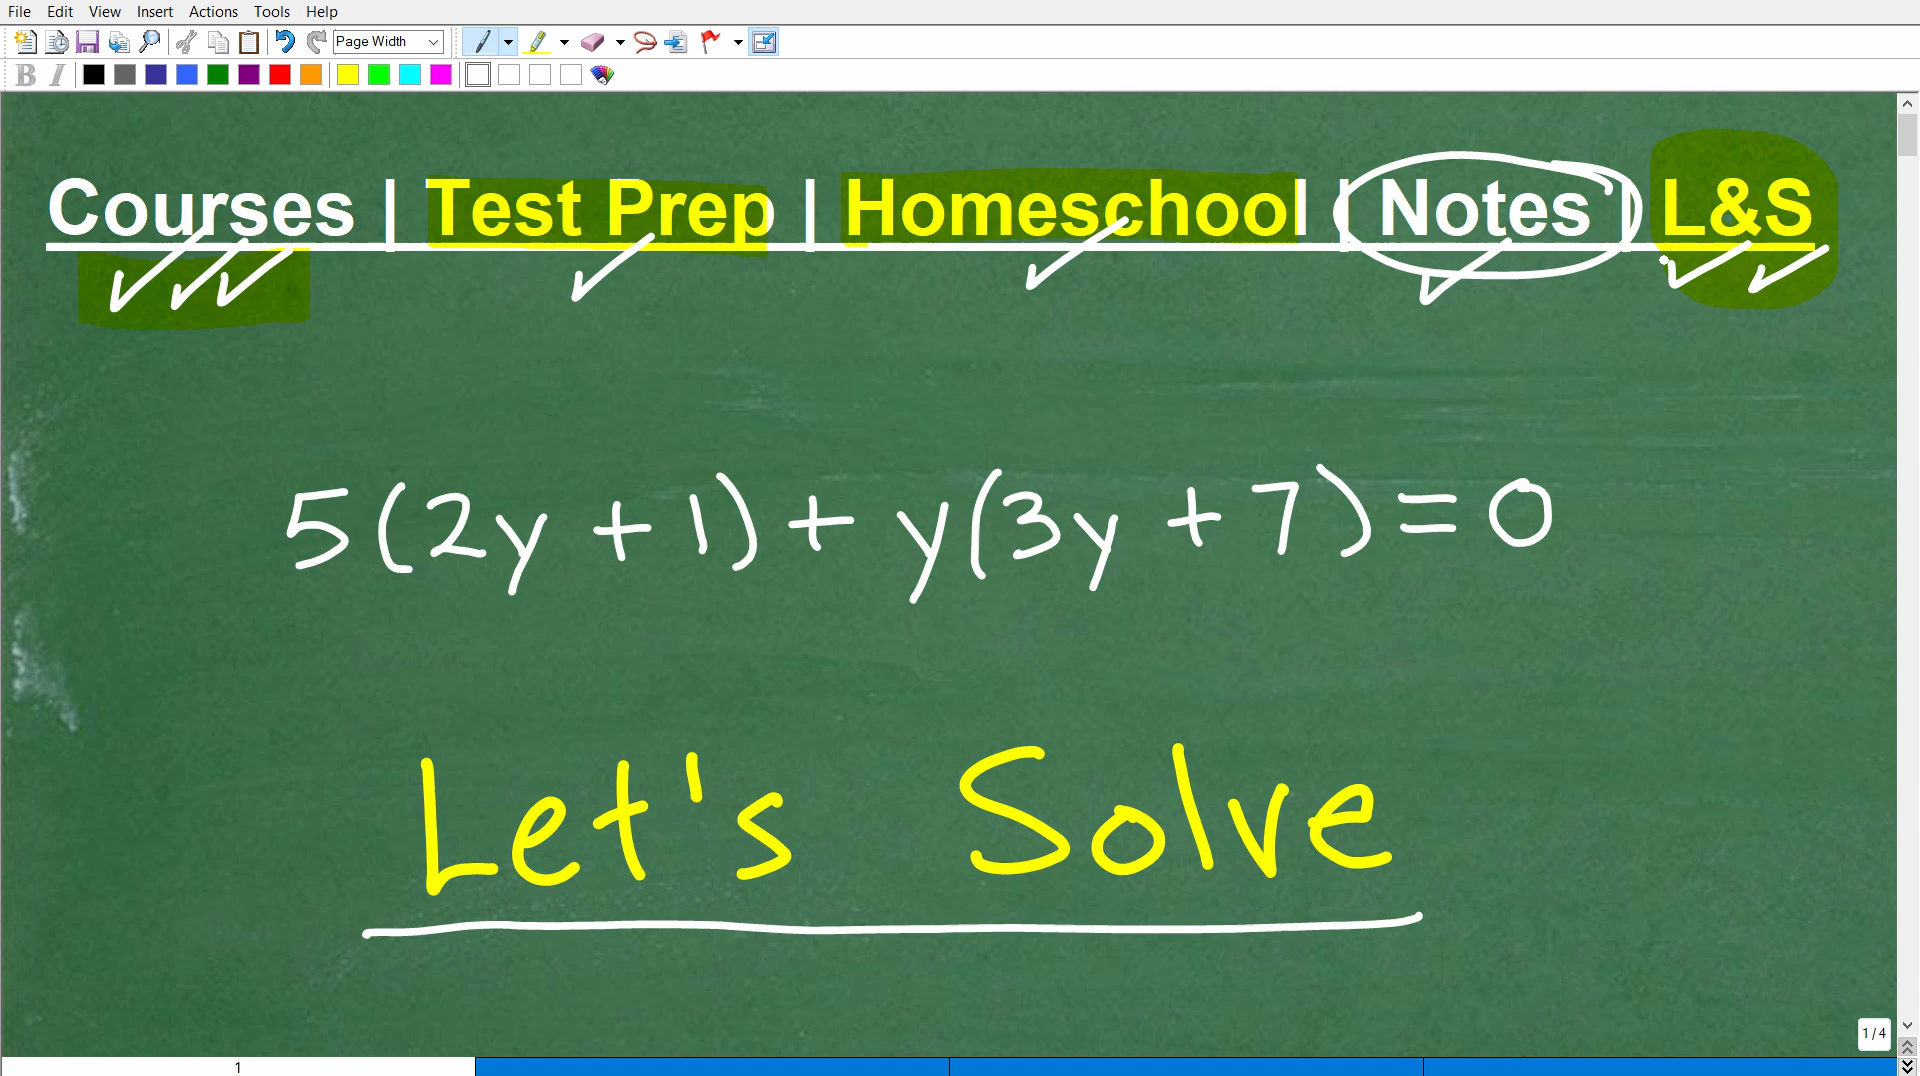 File Edit View Insert Actions Tools Help
Page Width
B I
Courses | Test Prep | Homeschool | Notes | L&S
5(2y + 1) + y(3y + 7) = 0
Let's Solve
1 / 4
1